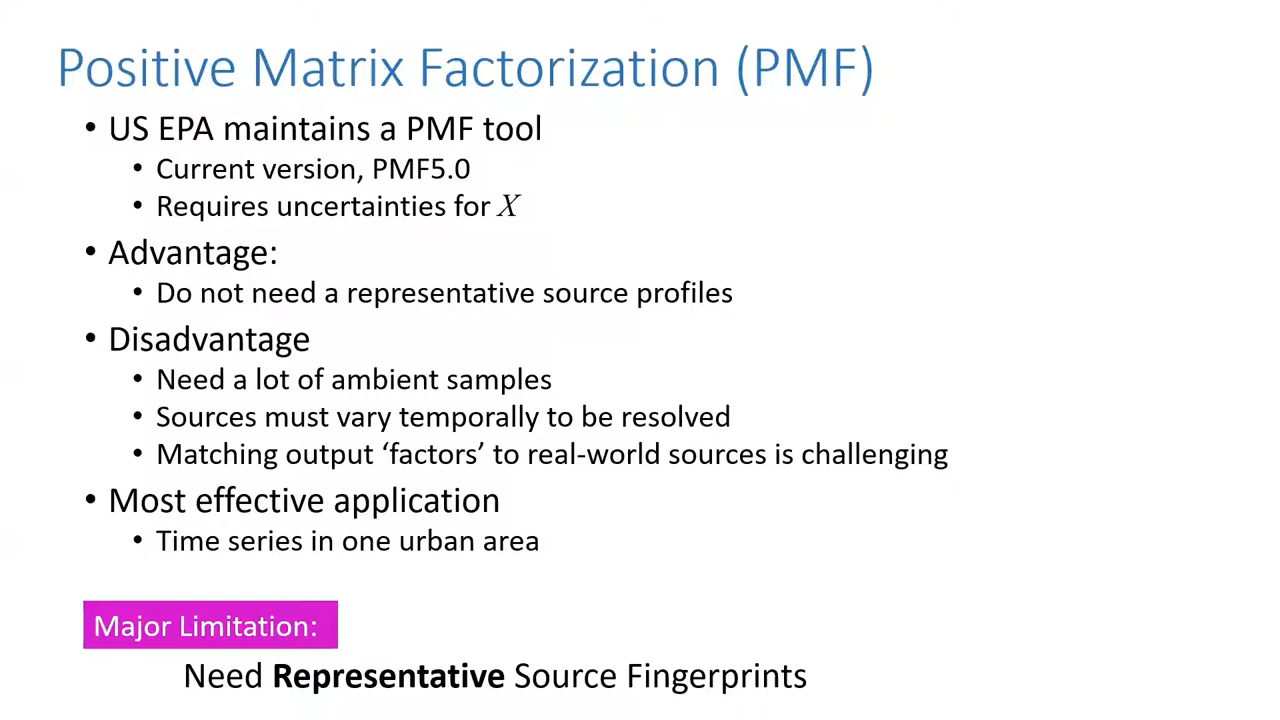 Positive Matrix Factorization (PMF)
• US EPA maintains a PMF tool
• Current version, PMF5.0
• Requires uncertainties for X
• Advantage:
• Do not need a representative source profiles
• Disadvantage
• Need a lot of ambient samples
• Sources must vary temporally to be resolved
• Matching output ‘factors’ to real-world sources is challenging
• Most effective application
• Time series in one urban area
Major Limitation:
Need Representative Source Fingerprints